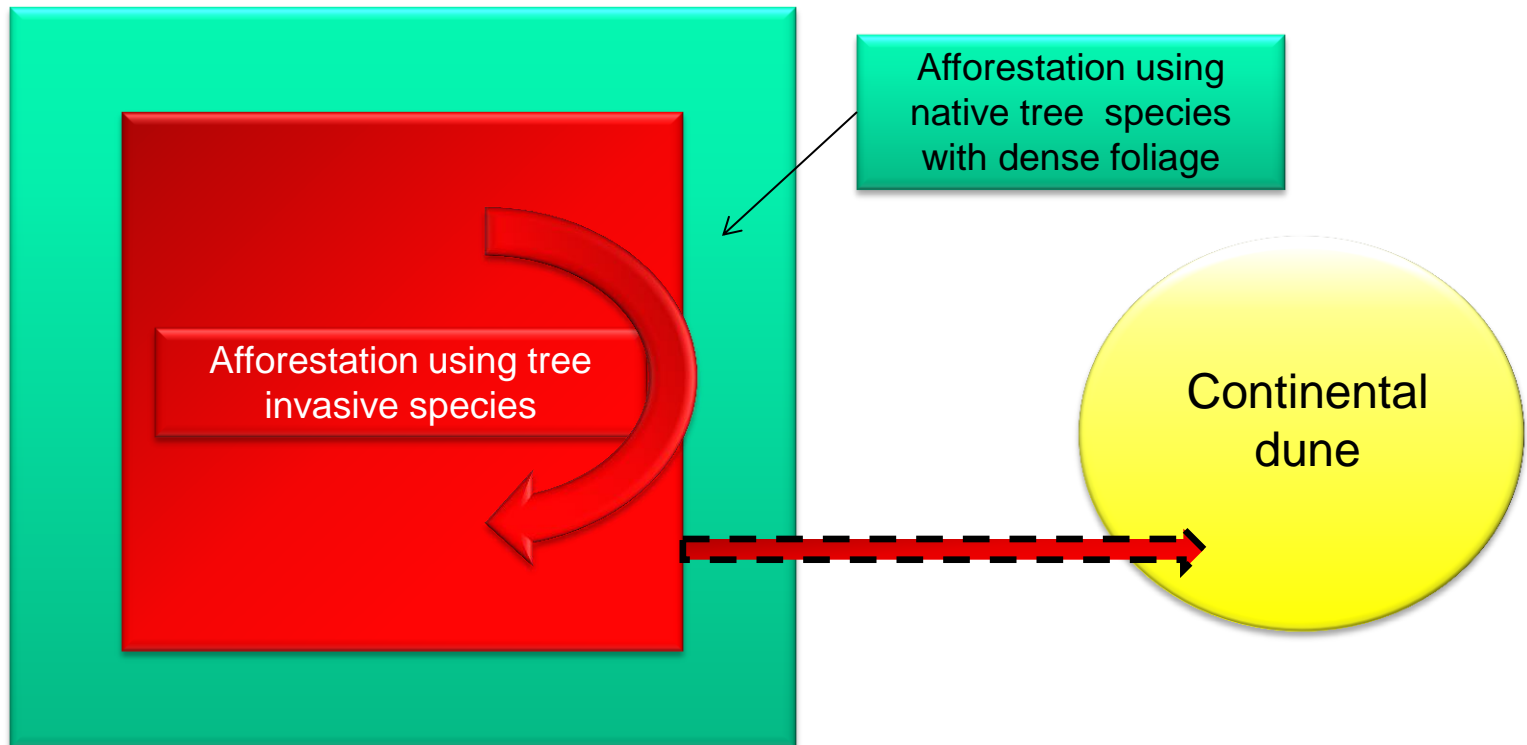 Afforestation using
native tree species
with dense foliage
Afforestation using tree
invasive species
Continental
dune